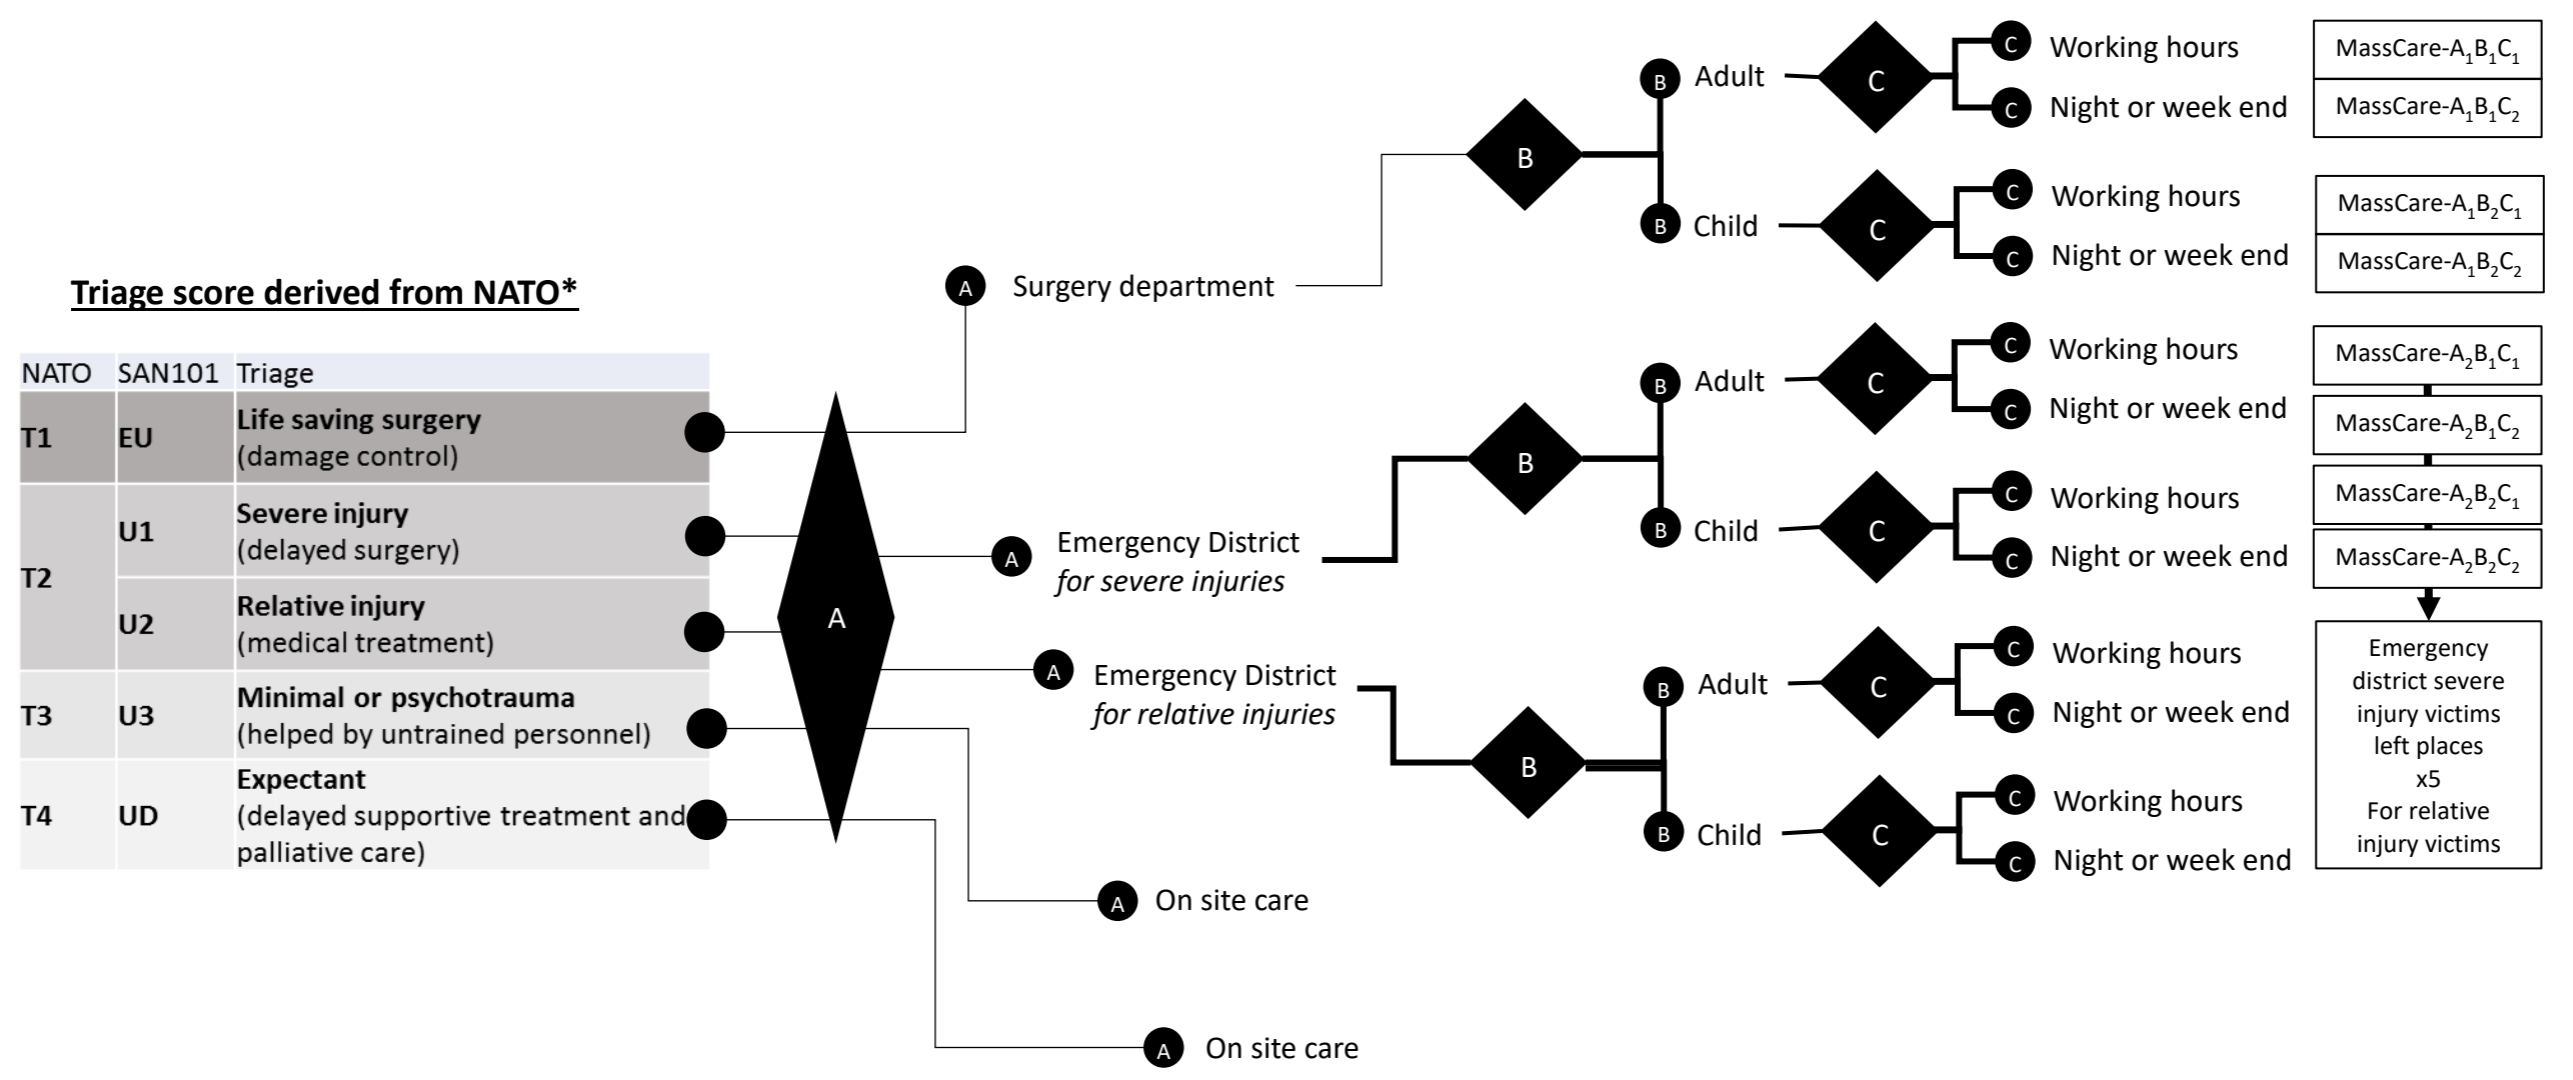 Triage score derived from NATO*
NATO SAN101 Triage
T1 EU Life saving surgery
(damage control)
T2
U1 Severe injury
(delayed surgery)
U2 Relative injury
(medical treatment)
T3 U3 Minimal or psychotrauma
(helped by untrained personnel)
T4 UD Expectant
(delayed supportive treatment and
palliative care)
A
A Surgery department
A Emergency District
for severe injuries
A Emergency District
for relative injuries
A On site care
A On site care
B
B Adult
C
C Working hours
C Night or week end
B Child
C
C Working hours
C Night or week end
B
B Adult
C
C Working hours
C Night or week end
B Child
C
C Working hours
C Night or week end
B
B Adult
C
C Working hours
C Night or week end
B Child
C
C Working hours
C Night or week end
MassCare-A₁B₁C₁
MassCare-A₁B₁C₂
MassCare-A₁B₂C₁
MassCare-A₁B₂C₂
MassCare-A₂B₁C₁
MassCare-A₂B₁C₂
MassCare-A₂B₂C₁
MassCare-A₂B₂C₂
Emergency
district severe
injury victims
left places
x5
For relative
injury victims